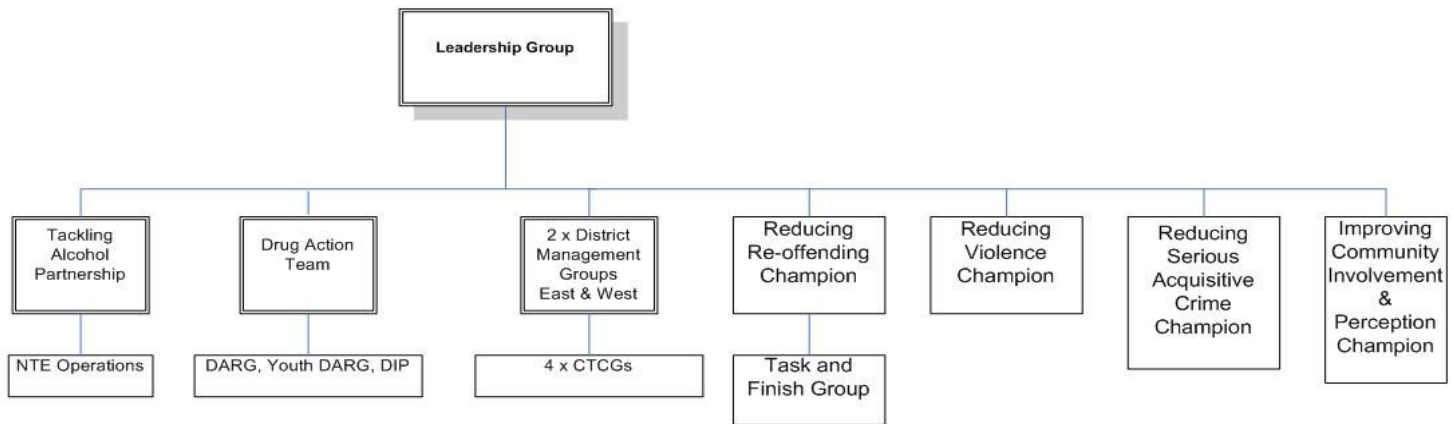 Leadership Group
Tackling
Alcohol
Partnership
Drug Action
Team
2 x District
Management
Groups
East & West
Reducing
Re-offending
Champion
Reducing
Violence
Champion
Reducing
Serious
Acquisitive
Crime
Champion
Improving
Community
Involvement
&
Perception
Champion
NTE Operations
DARG, Youth DARG, DIP
4 x CTCGs
Task and
Finish Group